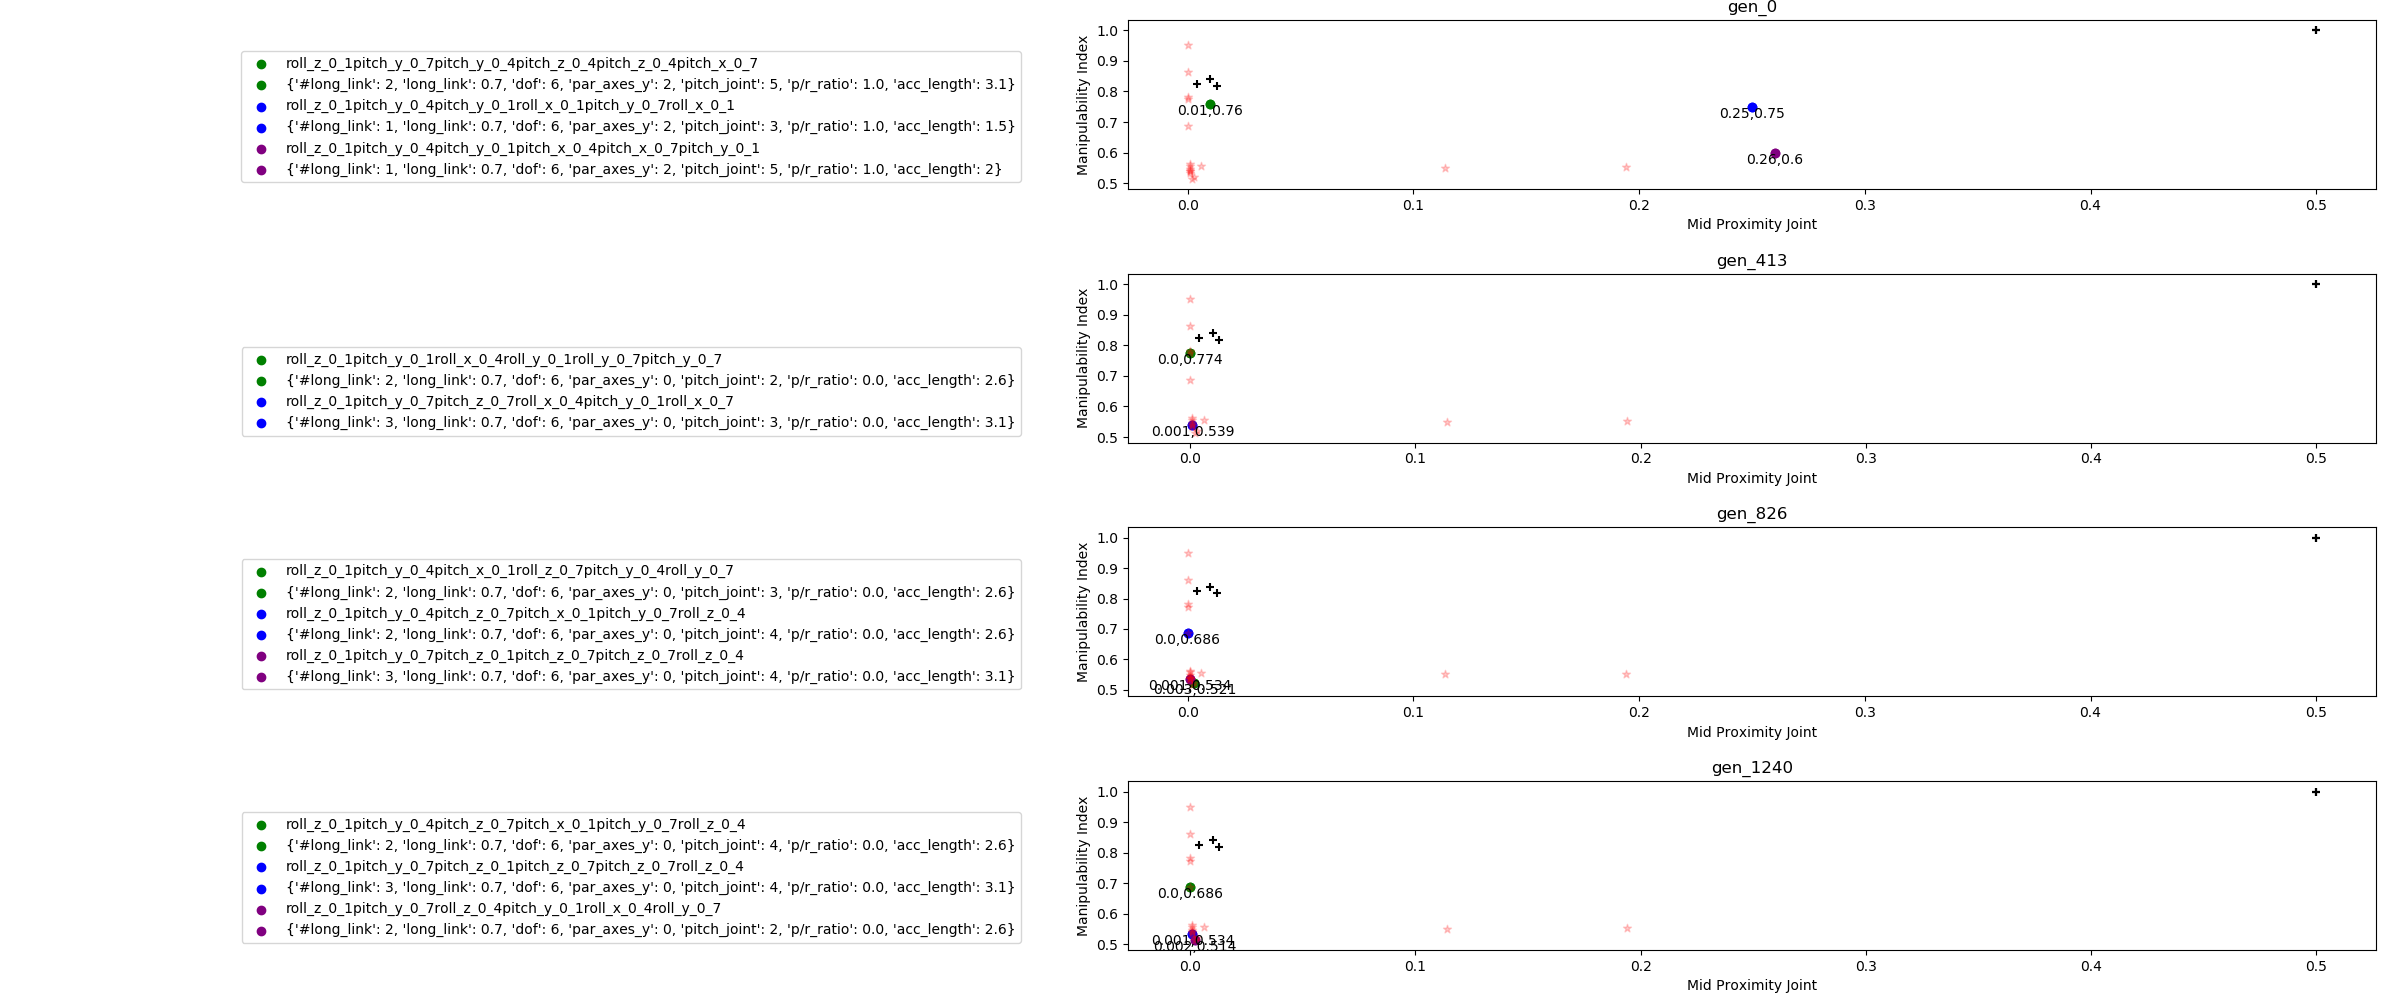 gen_0
roll_z_0_1pitch_y_0_7pitch_y_0_4pitch_z_0_4pitch_z_0_4pitch_x_0_7
{'#long_link': 2, 'long_link': 0.7, 'dof': 6, 'par_axes_y': 2, 'pitch_joint': 5, 'p/r_ratio': 1.0, 'acc_length': 3.1}
roll_z_0_1pitch_y_0_4pitch_y_0_1roll_x_0_1pitch_y_0_7roll_x_0_1
{'#long_link': 1, 'long_link': 0.7, 'dof': 6, 'par_axes_y': 2, 'pitch_joint': 3, 'p/r_ratio': 1.0, 'acc_length': 1.5}
roll_z_0_1pitch_y_0_4pitch_y_0_1pitch_x_0_4pitch_x_0_7pitch_y_0_1
{'#long_link': 1, 'long_link': 0.7, 'dof': 6, 'par_axes_y': 2, 'pitch_joint': 5, 'p/r_ratio': 1.0, 'acc_length': 2}
Manipulability Index
1.0
0.9
0.8
0.7
0.6
0.5
0.01,0.76
0.25,0.75
0.26,0.6
0.0 0.1 0.2 0.3 0.4 0.5
Mid Proximity Joint
gen_413
roll_z_0_1pitch_y_0_1roll_x_0_4roll_y_0_1roll_y_0_7pitch_y_0_7
{'#long_link': 2, 'long_link': 0.7, 'dof': 6, 'par_axes_y': 0, 'pitch_joint': 2, 'p/r_ratio': 0.0, 'acc_length': 2.6}
roll_z_0_1pitch_y_0_7pitch_z_0_7roll_x_0_4pitch_y_0_1roll_x_0_7
{'#long_link': 3, 'long_link': 0.7, 'dof': 6, 'par_axes_y': 0, 'pitch_joint': 3, 'p/r_ratio': 0.0, 'acc_length': 3.1}
Manipulability Index
1.0
0.9
0.8
0.7
0.6
0.5
0.0,0.774
0.001,0.539
0.0 0.1 0.2 0.3 0.4 0.5
Mid Proximity Joint
gen_826
roll_z_0_1pitch_y_0_4pitch_x_0_1roll_z_0_7pitch_y_0_4roll_y_0_7
{'#long_link': 2, 'long_link': 0.7, 'dof': 6, 'par_axes_y': 0, 'pitch_joint': 3, 'p/r_ratio': 0.0, 'acc_length': 2.6}
roll_z_0_1pitch_y_0_4pitch_z_0_7pitch_x_0_1pitch_y_0_7roll_z_0_4
{'#long_link': 2, 'long_link': 0.7, 'dof': 6, 'par_axes_y': 0, 'pitch_joint': 4, 'p/r_ratio': 0.0, 'acc_length': 2.6}
roll_z_0_1pitch_y_0_7pitch_z_0_1pitch_z_0_7pitch_z_0_7roll_z_0_4
{'#long_link': 3, 'long_link': 0.7, 'dof': 6, 'par_axes_y': 0, 'pitch_joint': 4, 'p/r_ratio': 0.0, 'acc_length': 3.1}
Manipulability Index
1.0
0.9
0.8
0.7
0.6
0.5
0.0,0.686
0.001,0.534
0.003,0.521
0.0 0.1 0.2 0.3 0.4 0.5
Mid Proximity Joint
gen_1240
roll_z_0_1pitch_y_0_4pitch_z_0_7pitch_x_0_1pitch_y_0_7roll_z_0_4
{'#long_link': 2, 'long_link': 0.7, 'dof': 6, 'par_axes_y': 0, 'pitch_joint': 4, 'p/r_ratio': 0.0, 'acc_length': 2.6}
roll_z_0_1pitch_y_0_7pitch_z_0_1pitch_z_0_7pitch_z_0_7roll_z_0_4
{'#long_link': 3, 'long_link': 0.7, 'dof': 6, 'par_axes_y': 0, 'pitch_joint': 4, 'p/r_ratio': 0.0, 'acc_length': 3.1}
roll_z_0_1pitch_y_0_7roll_z_0_4pitch_y_0_1roll_x_0_4roll_y_0_7
{'#long_link': 2, 'long_link': 0.7, 'dof': 6, 'par_axes_y': 0, 'pitch_joint': 2, 'p/r_ratio': 0.0, 'acc_length': 2.6}
Manipulability Index
1.0
0.9
0.8
0.7
0.6
0.5
0.0,0.686
0.001,0.534
0.002,0.514
0.0 0.1 0.2 0.3 0.4 0.5
Mid Proximity Joint